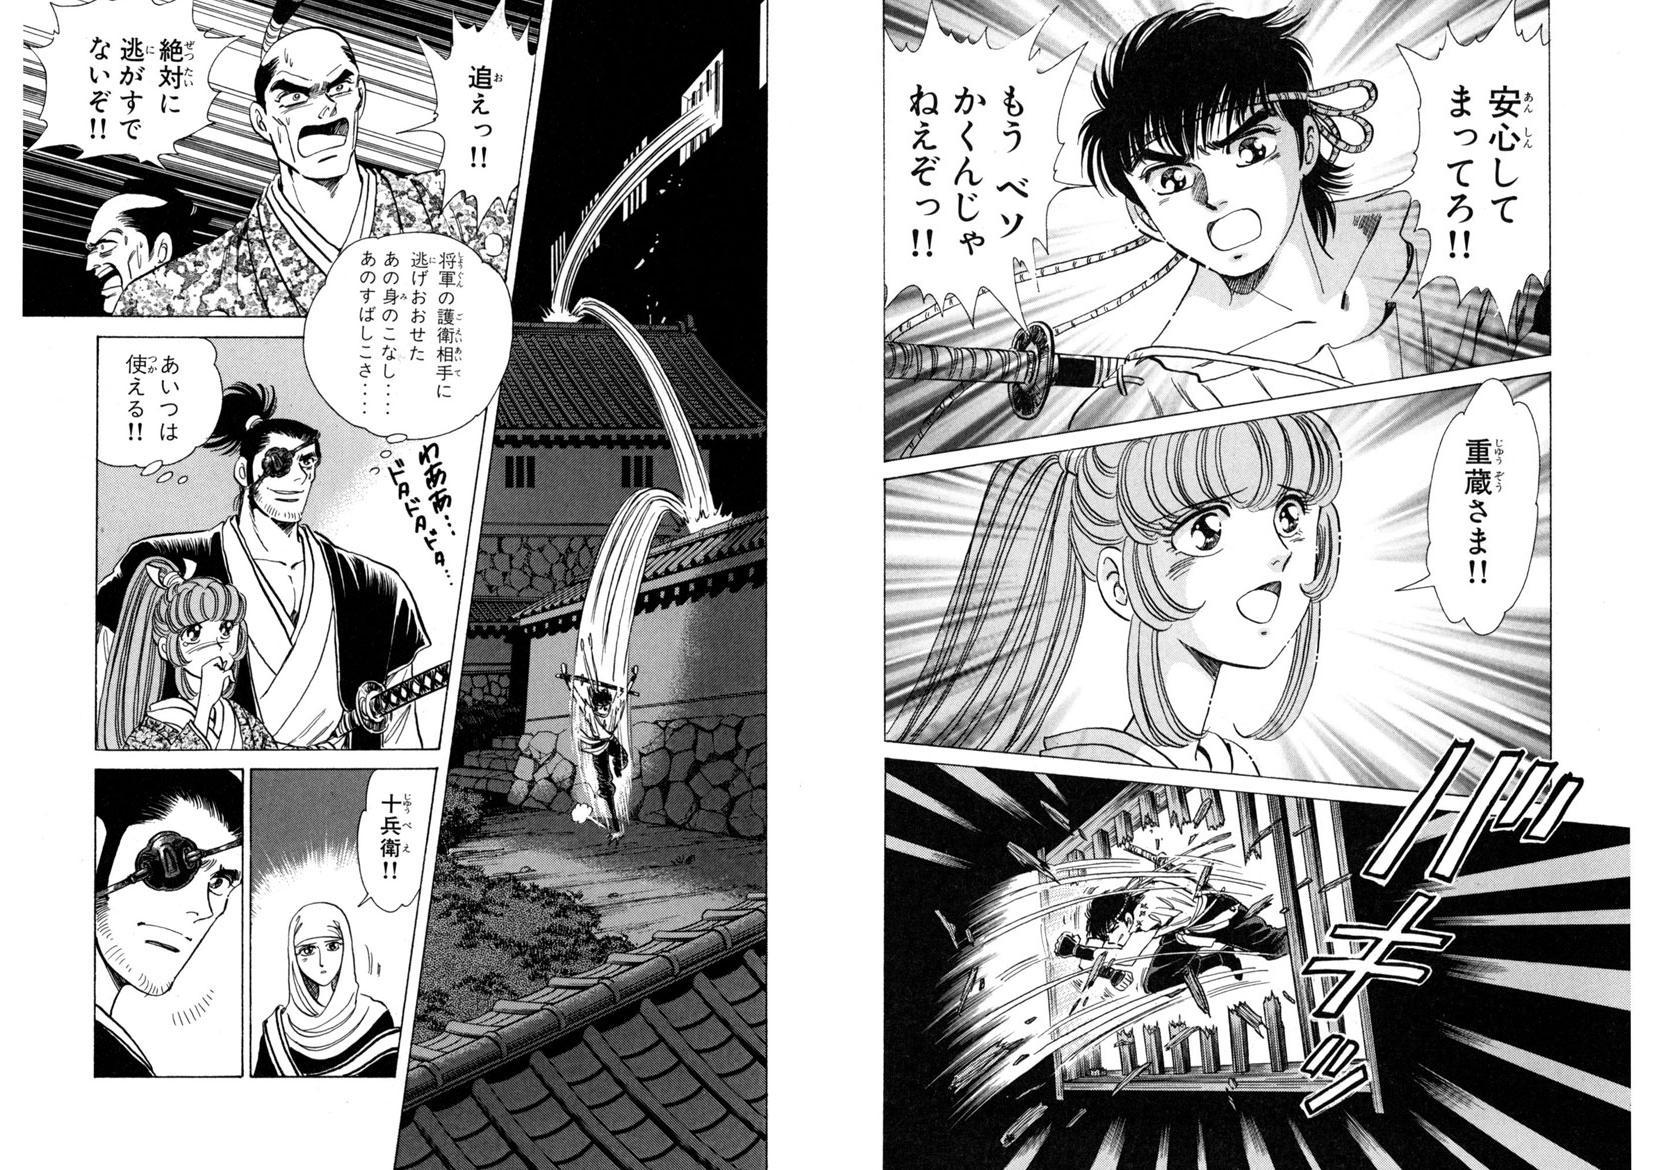 安心して
まってろ!!
もう ベソ
かくんじゃ
ねえぞっ!!
重蔵さま!!
バキッ
追えっ!!
絶対に
逃がすで
ないぞ!!
将軍の護衛相手に
逃げおおせた
あの身のこなし‥‥
あのすばしこさ‥‥
あいつは
使える!!
わああ…
ドタドタドタ…
十兵衛!!